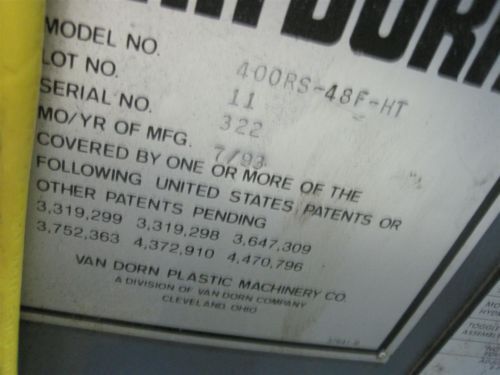 MODEL NO. 400RS-48F-HT
LOT NO. 11
SERIAL NO. 322
MO/YR OF MFG. 7/93
COVERED BY ONE OR MORE OF THE
FOLLOWING UNITED STATES PATENTS OR
OTHER PATENTS PENDING
3,319,299 3,319,298 3,647,309
3,752,363 4,372,910 4,470,796
VAN DORN PLASTIC MACHINERY CO.
A DIVISION OF VAN DORN COMPANY
CLEVELAND, OHIO